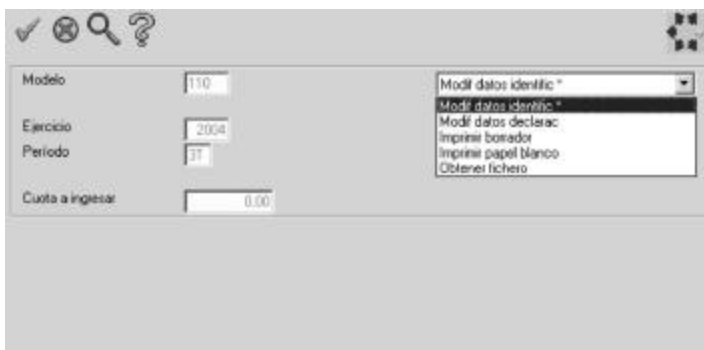 Modelo 110 Modif datos identific *
Modif datos identific *
Modif datos declarac
Ejercicio 2004 Imprimir borrador
Período 3T Imprimir papel blanco
Obtener fichero
Cuota a ingresar 0,00